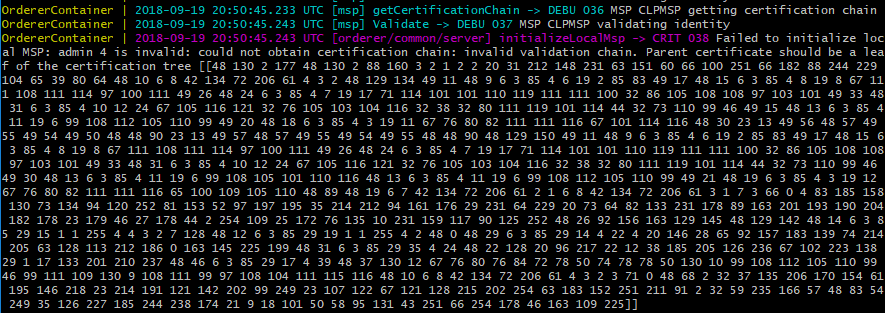 OrdererContainer | 2018-09-19 20:50:45.233 UTC [msp] getCertificationChain -> DEBU 036 MSP CLPMSP getting certification chain
OrdererContainer | 2018-09-19 20:50:45.243 UTC [msp] Validate -> DEBU 037 MSP CLPMSP validating identity
OrdererContainer | 2018-09-19 20:50:45.243 UTC [orderer/common/server] initializeLocalMsp -> CRIT 038 Failed to initialize loc
al MSP: admin 4 is invalid: could not obtain certification chain: invalid validation chain. Parent certificate should be a lea
f of the certification tree [[48 130 2 177 48 130 2 88 160 3 2 1 2 2 20 31 212 148 231 63 151 60 66 100 251 66 182 88 244 229
104 65 39 80 64 48 10 6 8 42 134 72 206 61 4 3 2 48 129 134 49 11 48 9 6 3 85 4 6 19 2 85 83 49 17 48 15 6 3 85 4 8 19 8 67 11
1 108 111 114 97 100 111 49 26 48 24 6 3 85 4 7 19 17 71 114 101 101 110 119 111 111 100 32 86 105 108 108 97 103 101 49 33 48
31 6 3 85 4 10 12 24 67 105 116 121 32 76 105 103 104 116 32 38 32 80 111 119 101 114 44 32 73 110 99 46 49 15 48 13 6 3 85 4
11 19 6 99 108 112 105 110 99 49 20 48 18 6 3 85 4 3 19 11 67 76 80 82 111 111 116 67 101 114 116 48 30 23 13 49 56 48 57 49
55 49 54 49 50 48 48 90 23 13 49 57 48 57 49 55 49 54 49 55 48 48 90 48 129 150 49 11 48 9 6 3 85 4 6 19 2 85 83 49 17 48 15 6
3 85 4 8 19 8 67 111 108 111 114 97 100 111 49 26 48 24 6 3 85 4 7 19 17 71 114 101 101 110 119 111 111 100 32 86 105 108 108
97 103 101 49 33 48 31 6 3 85 4 10 12 24 67 105 116 121 32 76 105 103 104 116 32 38 32 80 111 119 101 114 44 32 73 110 99 46
49 30 48 13 6 3 85 4 11 19 6 99 108 105 101 110 116 48 13 6 3 85 4 11 19 6 99 108 112 105 110 99 49 21 48 19 6 3 85 4 3 19 12
67 76 80 82 111 111 116 65 100 109 105 110 48 89 48 19 6 7 42 134 72 206 61 2 1 6 8 42 134 72 206 61 3 1 7 3 66 0 4 83 185 158
130 73 134 94 120 252 81 153 52 97 197 195 35 214 212 94 161 176 29 231 64 229 20 73 64 82 133 231 178 89 163 201 193 190 204
182 178 23 179 46 27 178 44 2 254 109 25 172 76 135 10 231 159 117 90 125 252 48 26 92 156 163 129 145 48 129 142 48 14 6 3 8
5 29 15 1 1 255 4 4 3 2 7 128 48 12 6 3 85 29 19 1 1 255 4 2 48 0 48 29 6 3 85 29 14 4 22 4 20 146 28 65 92 157 183 139 74 214
205 63 128 113 212 186 0 163 145 225 199 48 31 6 3 85 29 35 4 24 48 22 128 20 96 217 22 12 38 185 205 126 236 67 102 223 138
29 1 17 133 201 210 237 48 46 6 3 85 29 17 4 39 48 37 130 12 67 76 80 76 84 72 78 50 74 78 78 50 130 10 99 108 112 105 110 99
46 99 111 109 130 9 108 111 99 97 108 104 111 115 116 48 10 6 8 42 134 72 206 61 4 3 2 3 71 0 48 68 2 32 37 135 206 170 154 61
195 146 218 23 214 191 121 142 202 99 249 23 107 122 67 121 128 215 202 254 63 183 152 251 211 91 2 32 59 235 166 57 48 83 54
249 35 126 227 185 244 238 174 21 9 18 101 50 58 95 131 43 251 66 254 178 46 163 109 225]]